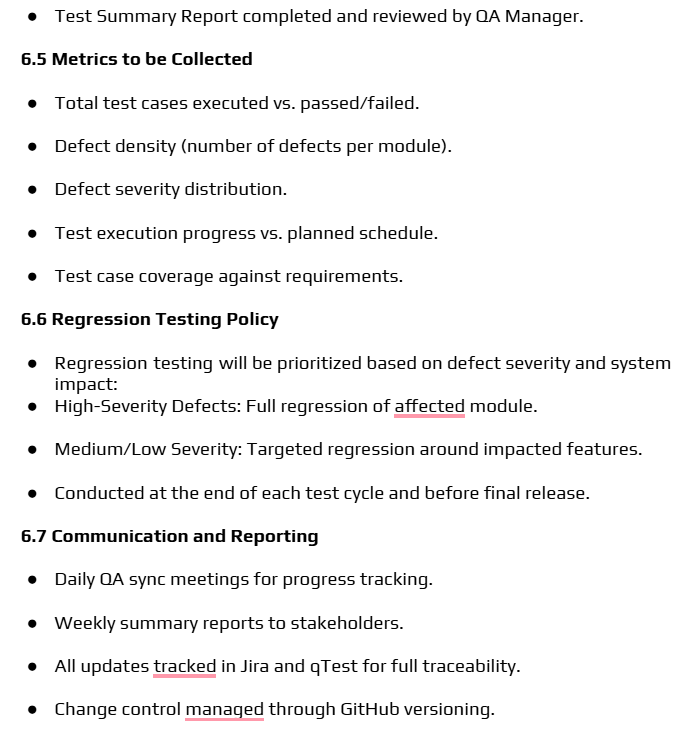 ● Test Summary Report completed and reviewed by QA Manager.
6.5 Metrics to be Collected
● Total test cases executed vs. passed/failed.
● Defect density (number of defects per module).
● Defect severity distribution.
● Test execution progress vs. planned schedule.
● Test case coverage against requirements.
6.6 Regression Testing Policy
● Regression testing will be prioritized based on defect severity and system
impact:
● High-Severity Defects: Full regression of affected module.
● Medium/Low Severity: Targeted regression around impacted features.
● Conducted at the end of each test cycle and before final release.
6.7 Communication and Reporting
● Daily QA sync meetings for progress tracking.
● Weekly summary reports to stakeholders.
● All updates tracked in Jira and qTest for full traceability.
● Change control managed through GitHub versioning.